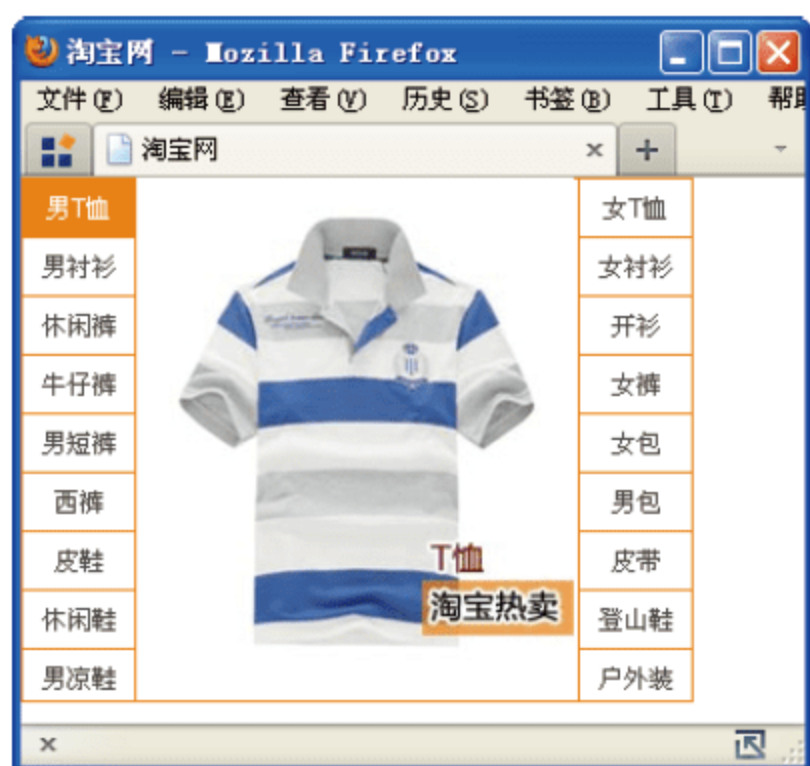 淘宝网 - Mozilla Firefox
文件(F) 编辑(E) 查看(V) 历史(S) 书签(B) 工具(T) 帮
淘宝网
男T恤
男衬衫
休闲裤
牛仔裤
男短裤
西裤
皮鞋
休闲鞋
男凉鞋
T恤
淘宝热卖
女T恤
女衬衫
开衫
女裤
女包
男包
皮带
登山鞋
户外装